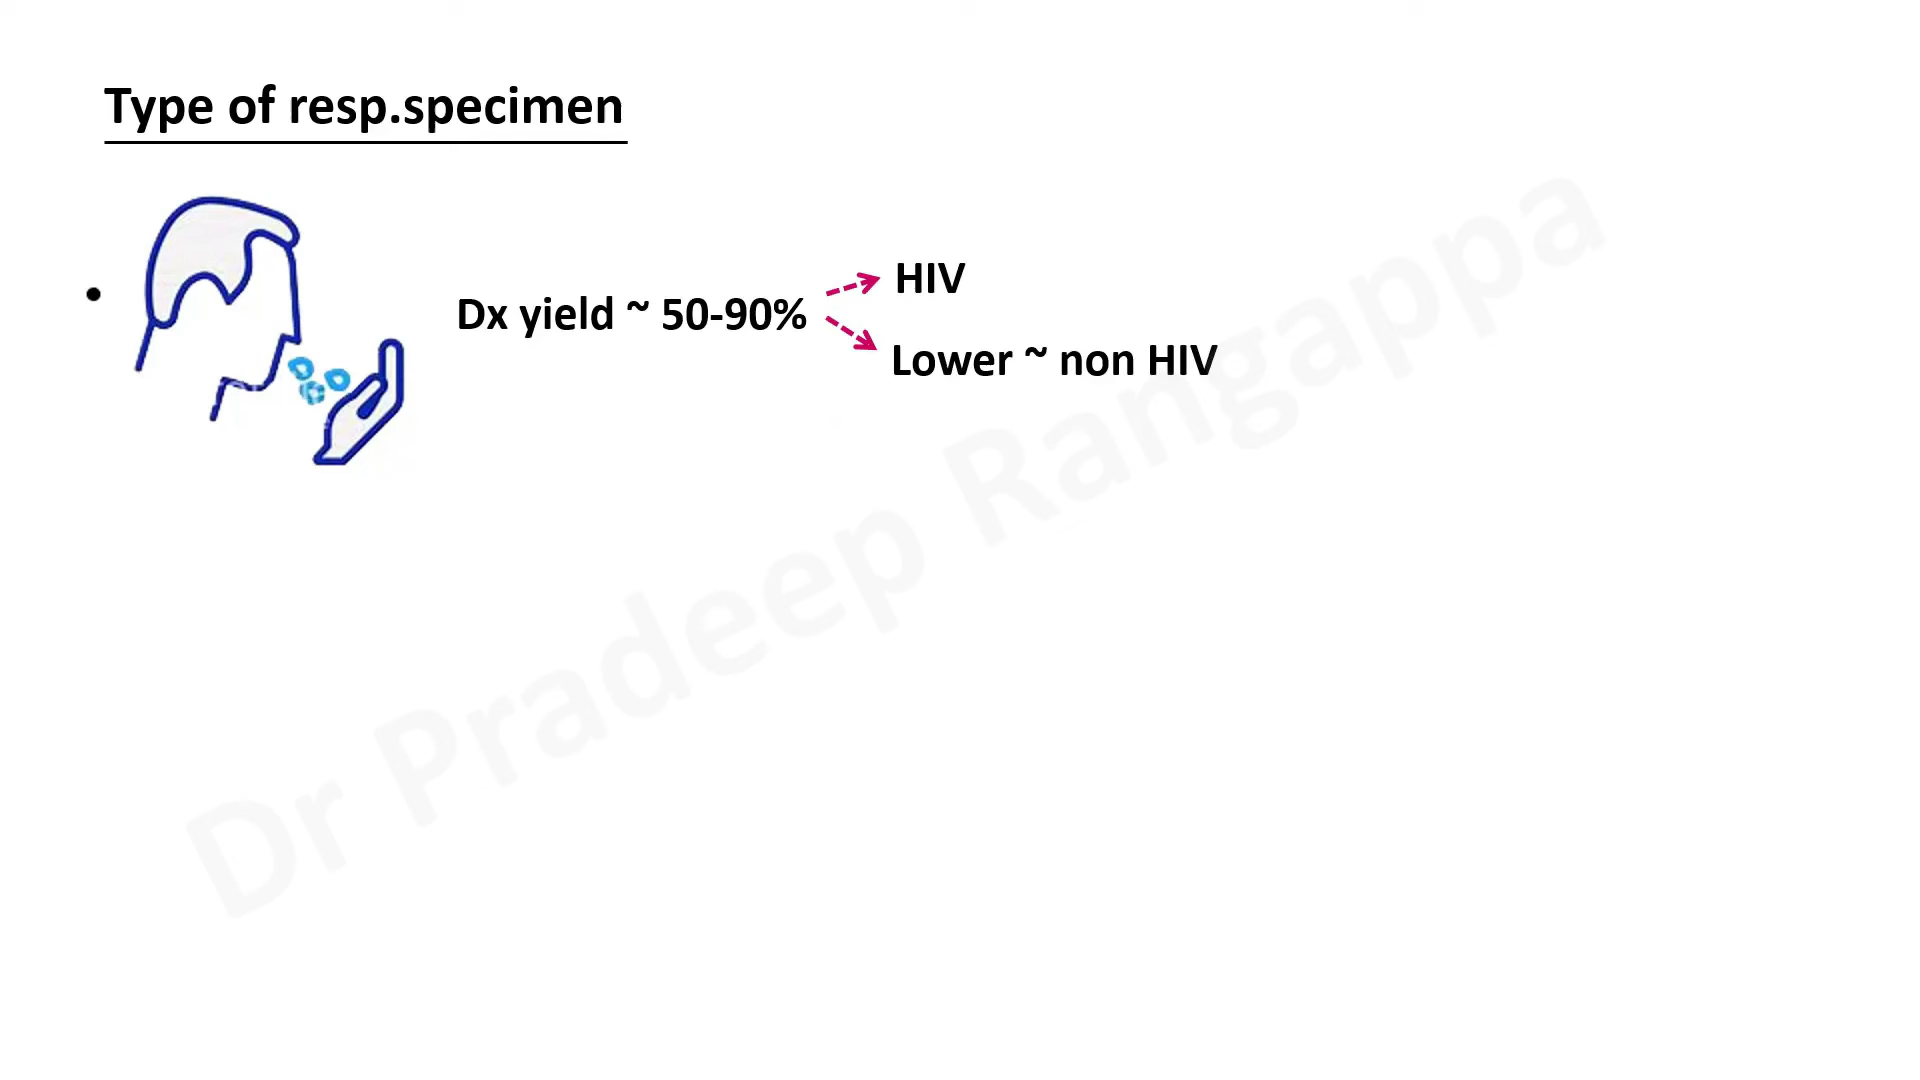 Type of resp.specimen
HIV
Dx yield ~ 50-90%
Lower ~ non HIV
Dr Pradeep Rangappa